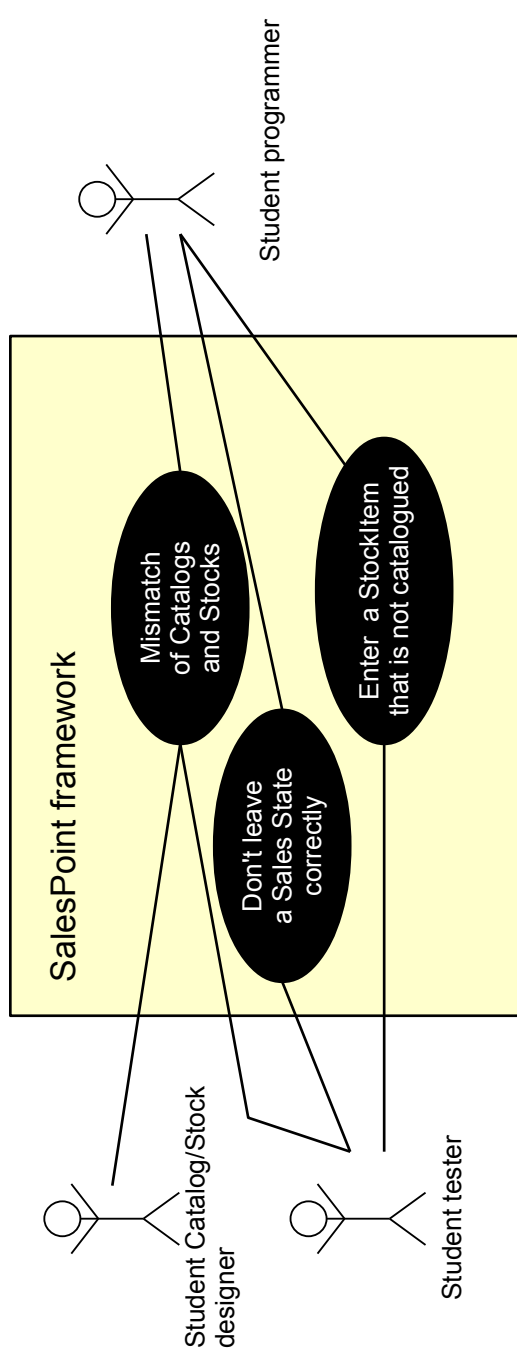 SalesPoint framework
Student Catalog/Stock
designer
Mismatch
of Catalogs
and Stocks
Student programmer
Don't leave
a Sales State
correctly
Student tester
Enter  a StockItem
that is not catalogued